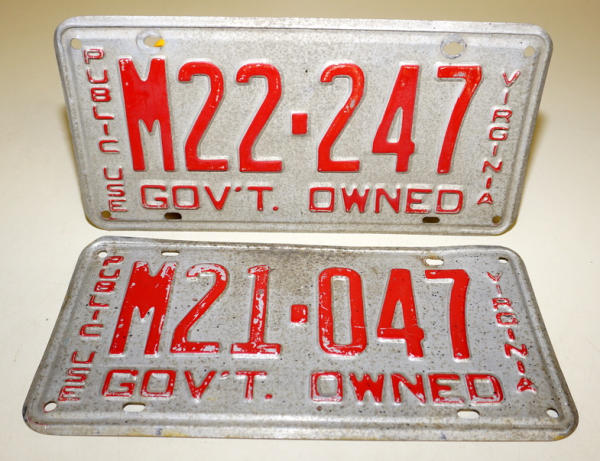 PUBLIC USE
M22·247
VIRGINIA
GOV'T. OWNED
PUBLIC USE
M21·047
VIRGINIA
GOV'T. OWNED